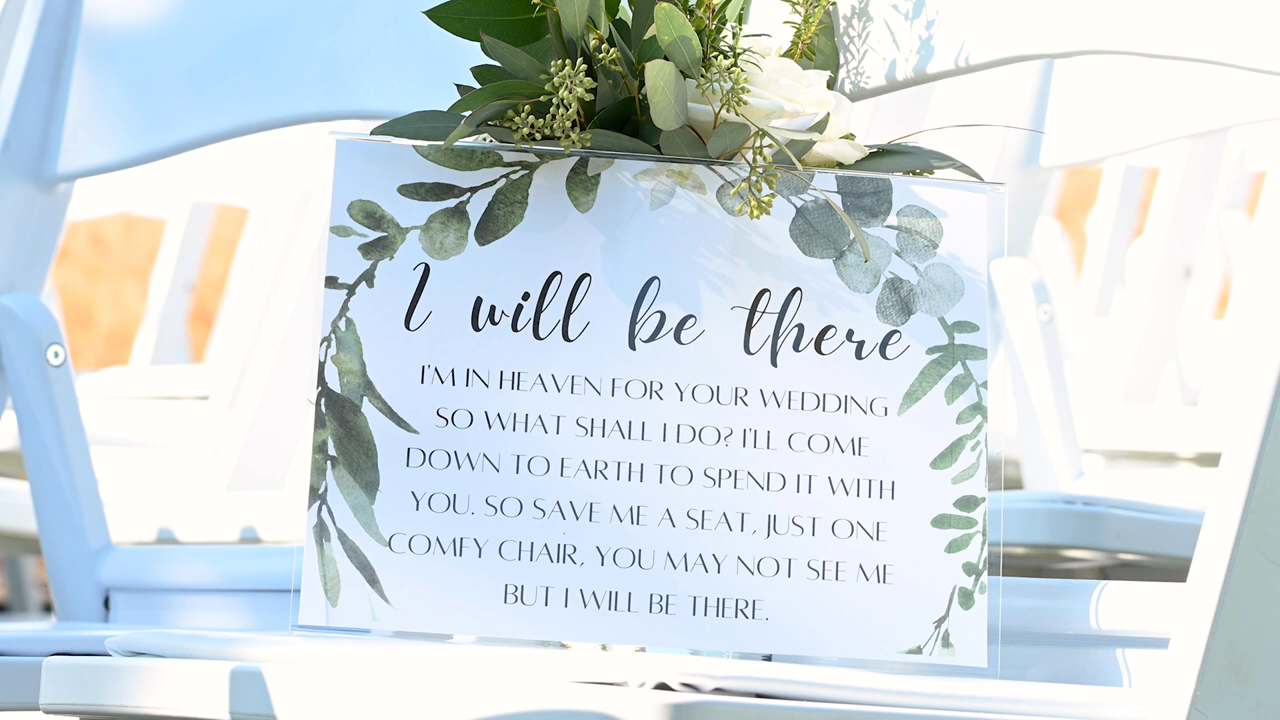 I will be there
I'M IN HEAVEN FOR YOUR WEDDING
SO WHAT SHALL I DO? I'LL COME
DOWN TO EARTH TO SPEND IT WITH
YOU. SO SAVE ME A SEAT, JUST ONE
COMFY CHAIR, YOU MAY NOT SEE ME
BUT I WILL BE THERE.